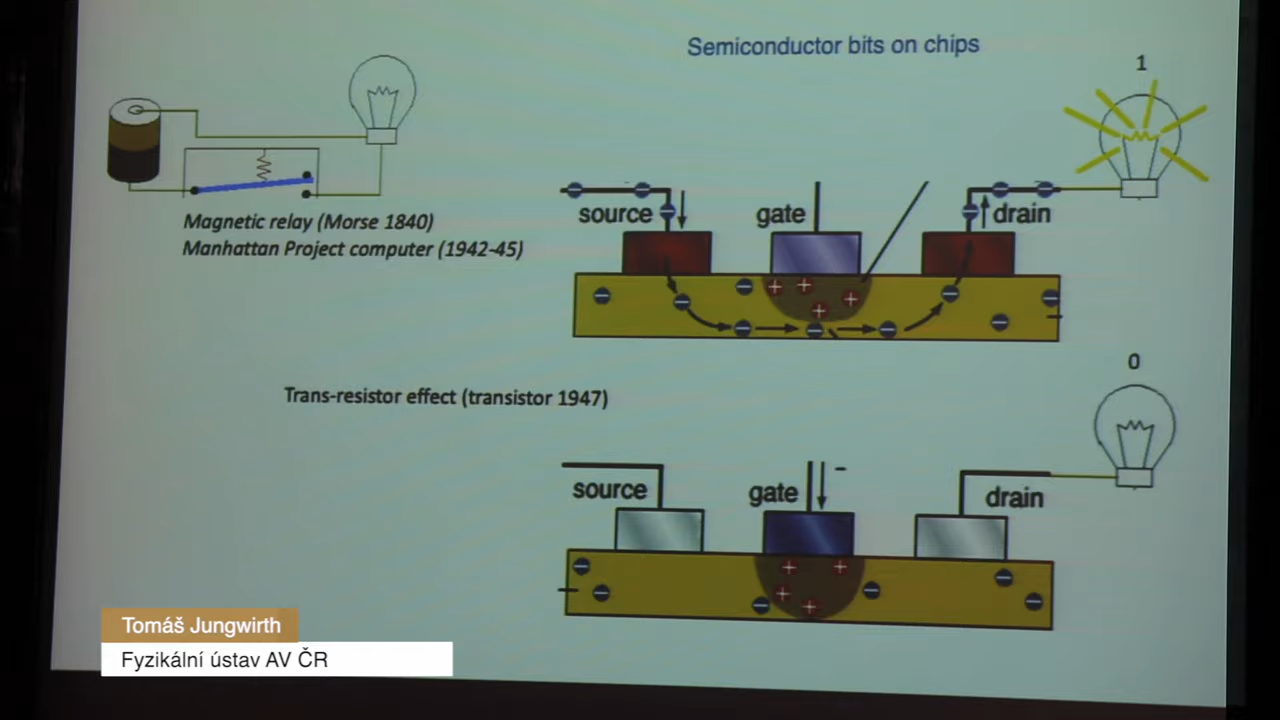 Semiconductor bits on chips
1
source
gate
drain
Magnetic relay (Morse 1840)
Manhattan Project computer (1942-45)
0
Trans-resistor effect (transistor 1947)
source
gate
drain
Tomáš Jungwirth
Fyzikální ústav AV ČR